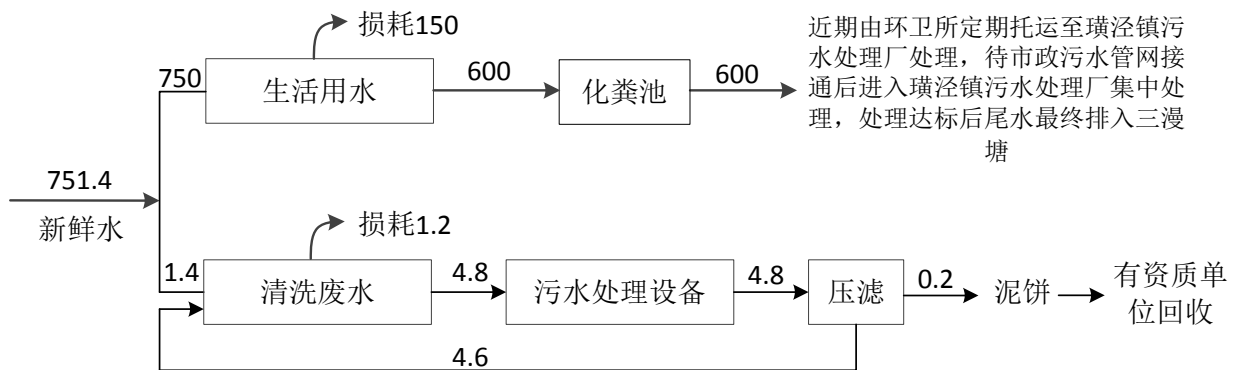 损耗150
近期由环卫所定期托运至璜泾镇污
水处理厂处理，待市政污水管网接
通后进入璜泾镇污水处理厂集中处
理，处理达标后尾水最终排入三漫
塘
750
生活用水
600
化粪池
600
751.4
新鲜水
损耗1.2
1.4
清洗废水
4.8
污水处理设备
4.8
压滤
0.2
泥饼
有资质单
位回收
4.6